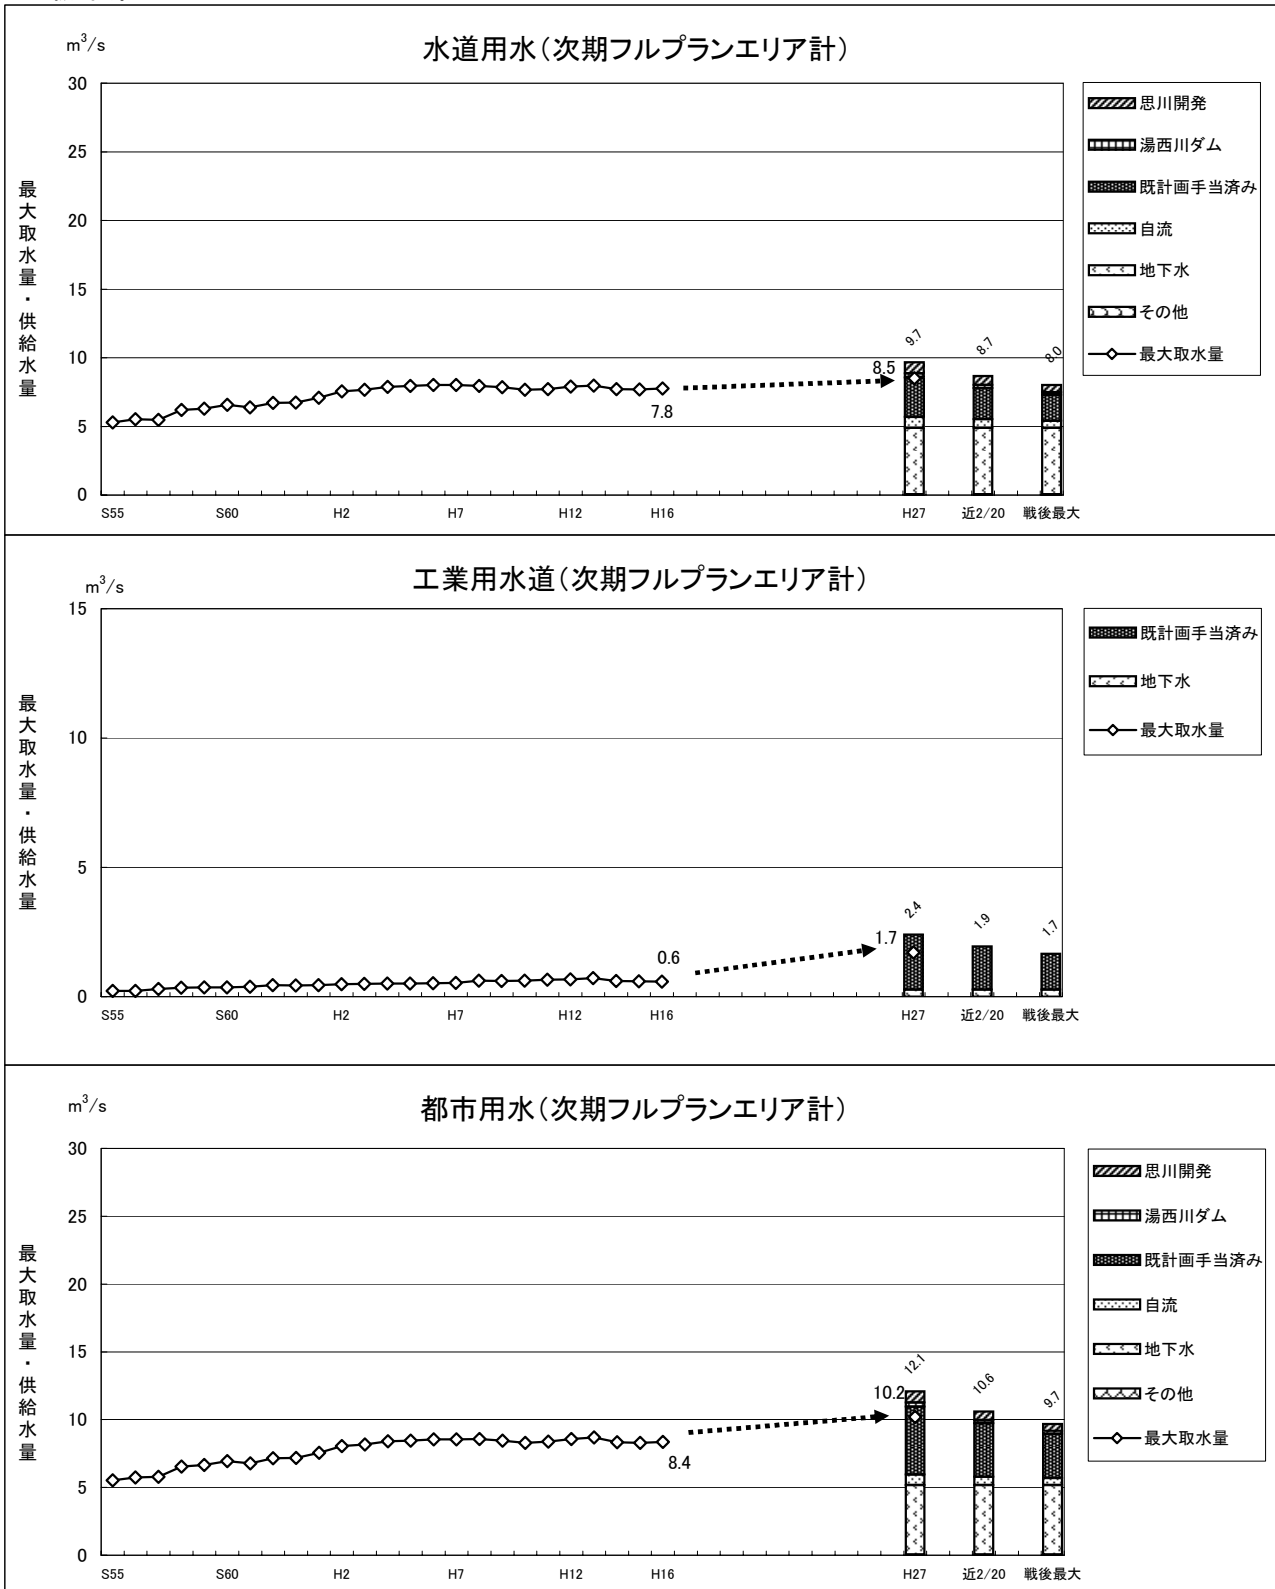 水道用水（次期フルプランエリア計）
m³/s
最大取水量・供給水量
30
25
20
15
10
5
0
9.7
8.7
8.0
8.5
7.8
S55 S60 H2 H7 H12 H16 H27 近2/20 戦後最大
思川開発
湯西川ダム
既計画手当済み
自流
地下水
その他
最大取水量
工業用水道（次期フルプランエリア計）
m³/s
最大取水量・供給水量
15
10
5
0
2.4
1.9
1.7
1.7
0.6
S55 S60 H2 H7 H12 H16 H27 近2/20 戦後最大
既計画手当済み
地下水
最大取水量
都市用水（次期フルプランエリア計）
m³/s
最大取水量・供給水量
30
25
20
15
10
5
0
12.1
10.6
9.7
10.2
8.4
S55 S60 H2 H7 H12 H16 H27 近2/20 戦後最大
思川開発
湯西川ダム
既計画手当済み
自流
地下水
その他
最大取水量